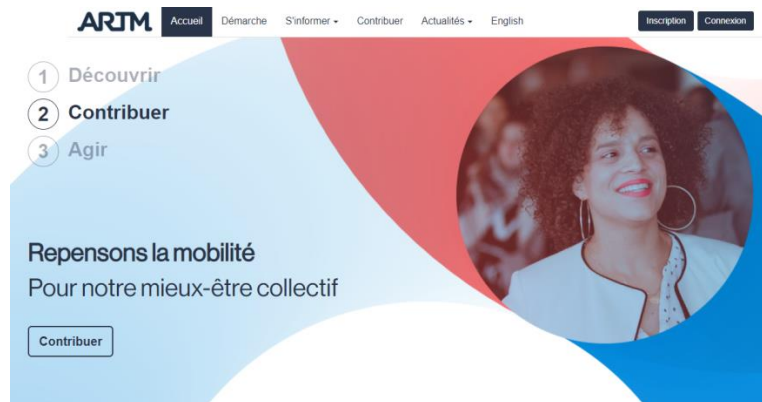 ARTM Accueil Démarche S'informer Contribuer Actualités English Inscription Connexion
1 Découvrir
2 Contribuer
3 Agir
Repensons la mobilité
Pour notre mieux-être collectif
Contribuer